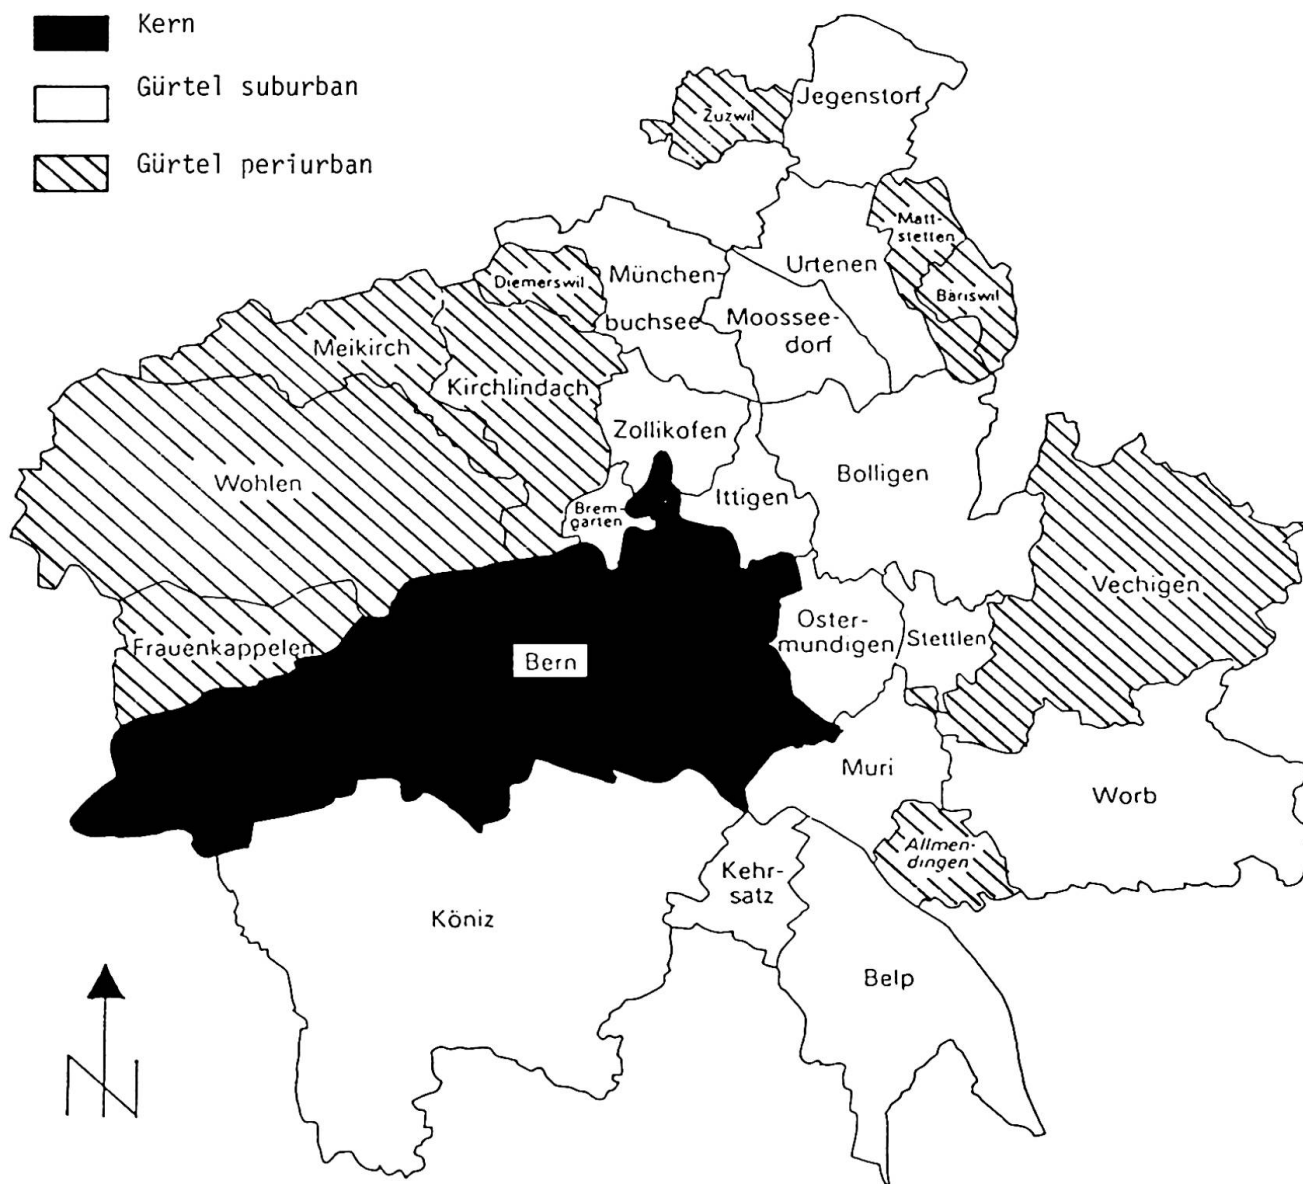 Kern
Gürtel suburban
Gürtel periurban
Jegenstorf
Zuzwil
Matt-
stetten
Urtenen
München-
buchsee
Diemerswil
Bäriswil
Moossee-
dorf
Meikirch
Kirchlindach
Zollikofen
Bolligen
Wohlen
Ittigen
Brem-
garten
Vechigen
Oster-
mundigen
Stettlen
Frauenkappelen
Bern
Muri
Worb
Allmen-
dingen
Kehr-
satz
Köniz
Belp
N